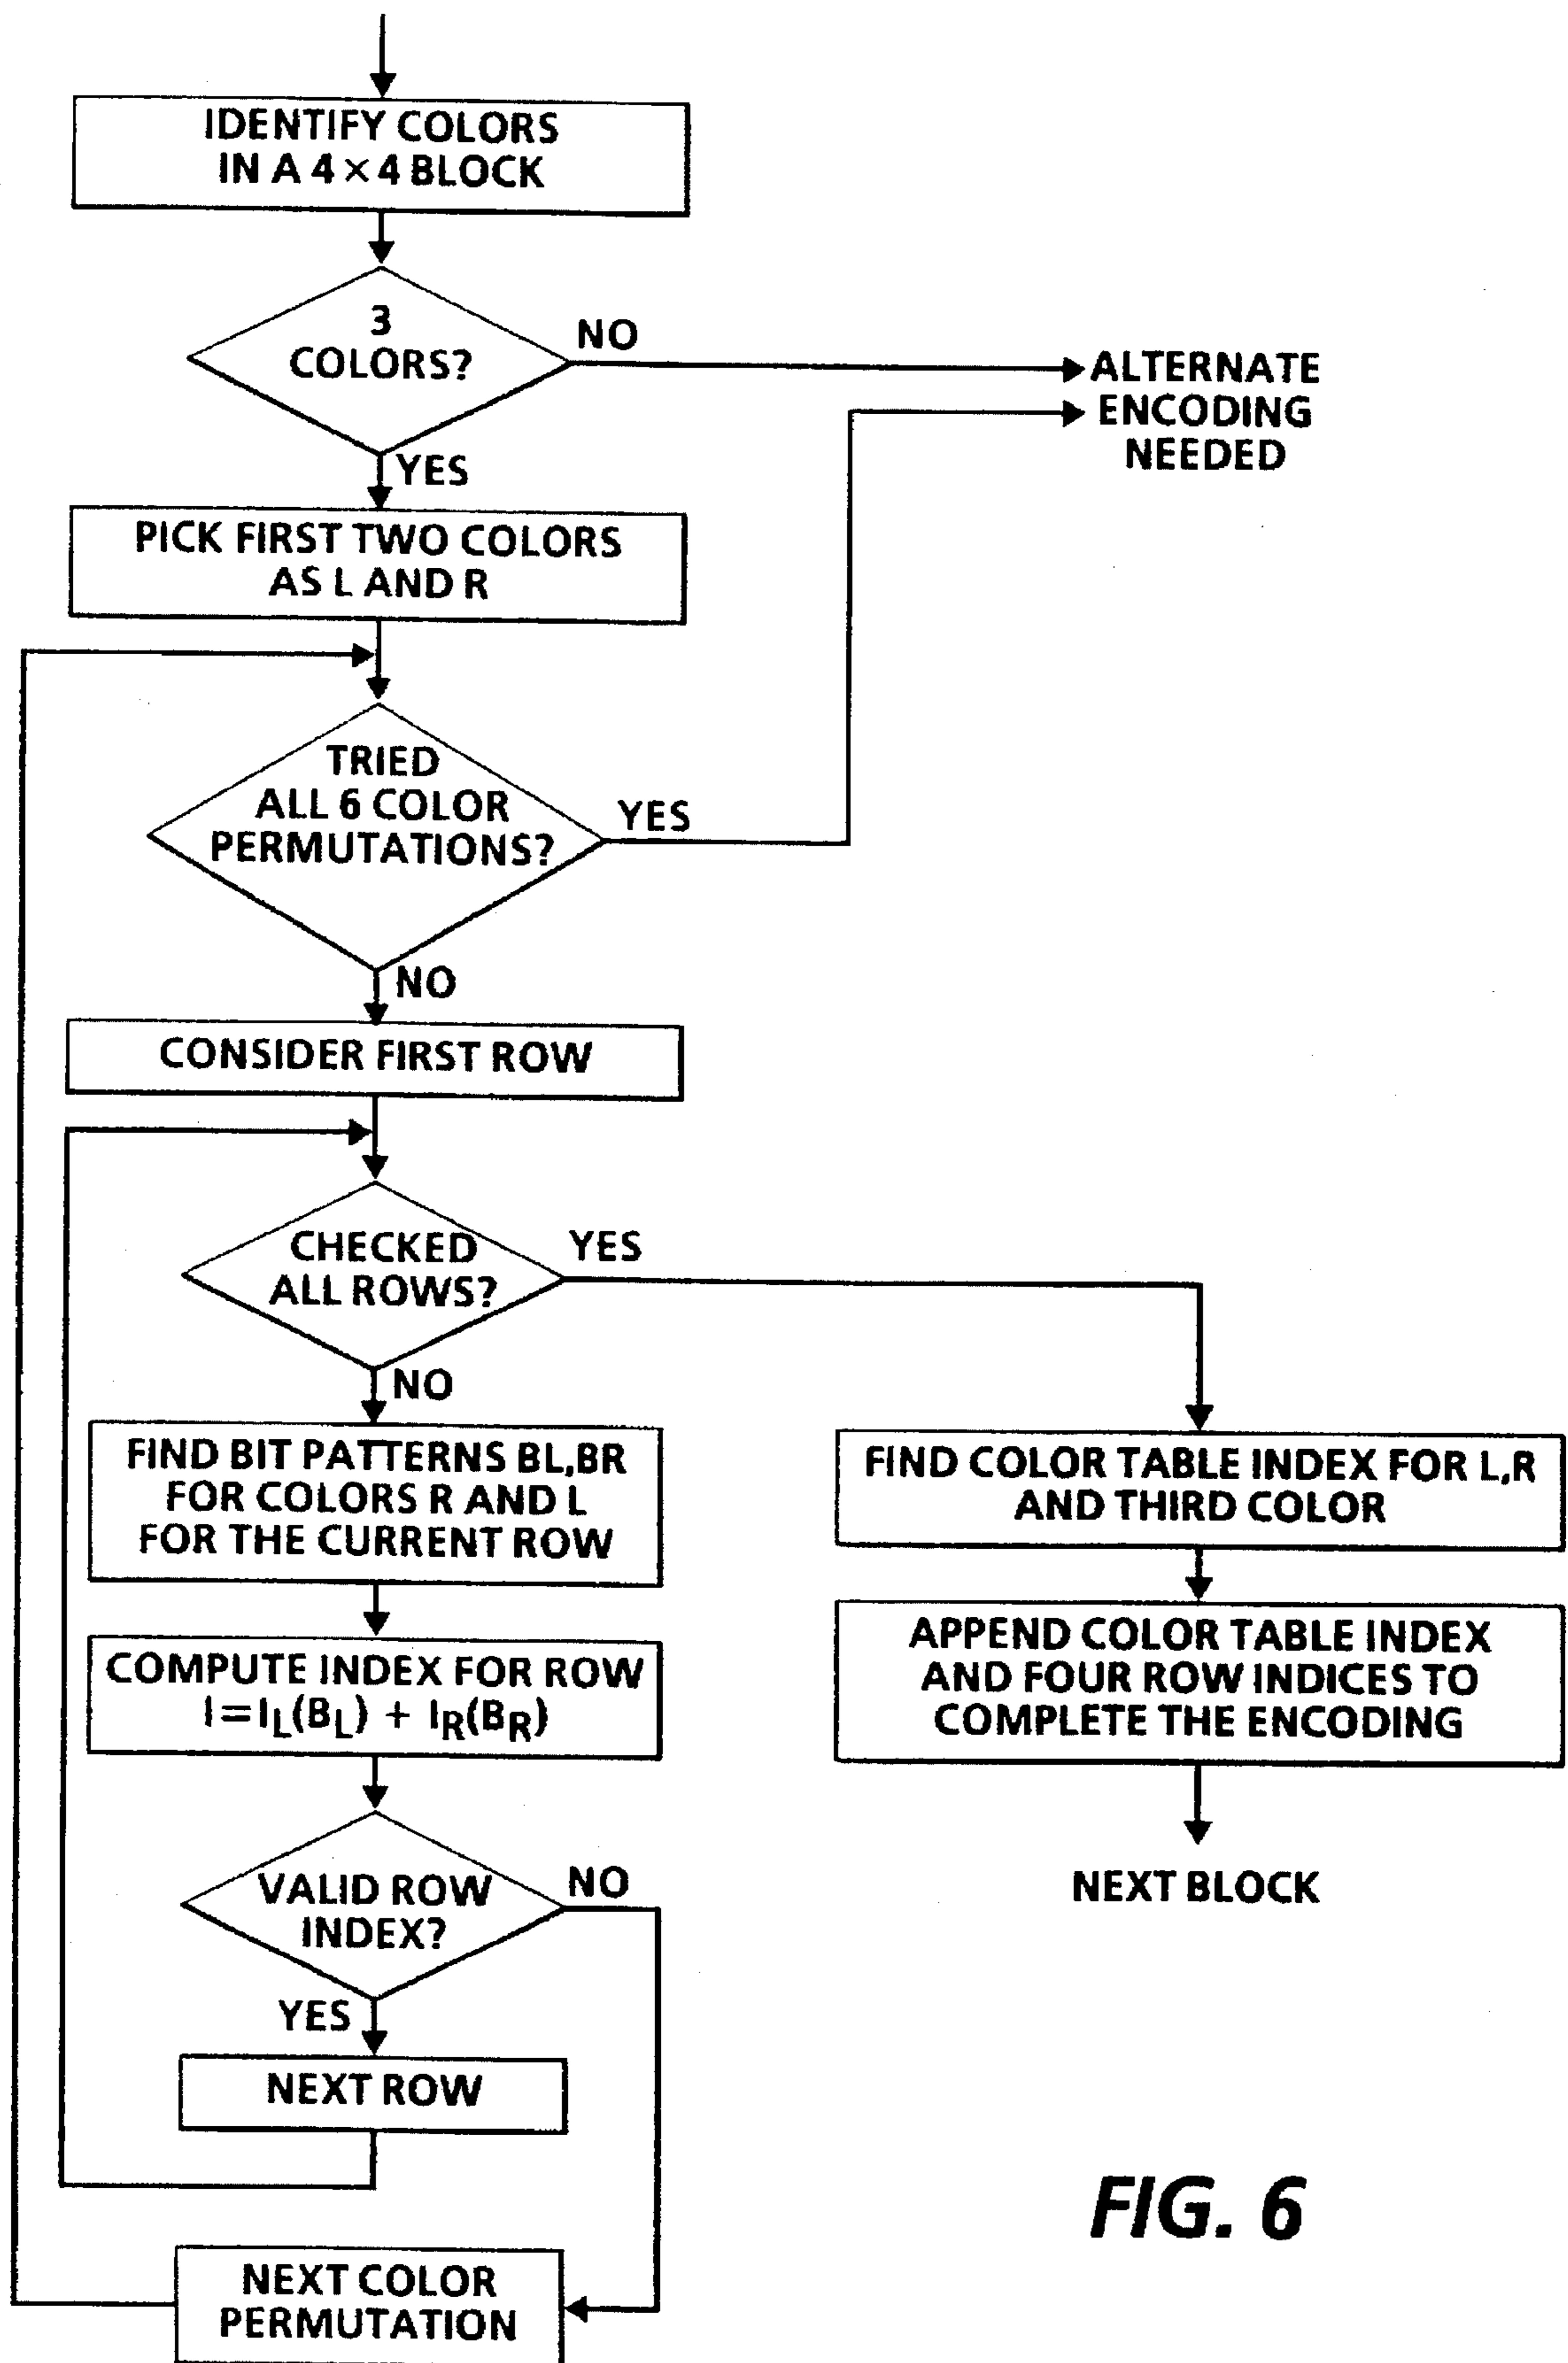 IDENTIFY COLORS
IN A 4 × 4 BLOCK
3
COLORS?
NO
ALTERNATE
ENCODING
NEEDED
YES
PICK FIRST TWO COLORS
AS L AND R
TRIED
ALL 6 COLOR
PERMUTATIONS?
YES
NO
CONSIDER FIRST ROW
CHECKED
ALL ROWS?
YES
NO
FIND BIT PATTERNS BL,BR
FOR COLORS R AND L
FOR THE CURRENT ROW
FIND COLOR TABLE INDEX FOR L,R
AND THIRD COLOR
COMPUTE INDEX FOR ROW
I = I_L(B_L) + I_R(B_R)
APPEND COLOR TABLE INDEX
AND FOUR ROW INDICES TO
COMPLETE THE ENCODING
VALID ROW
INDEX?
NO
NEXT BLOCK
YES
NEXT ROW
NEXT COLOR
PERMUTATION
FIG. 6